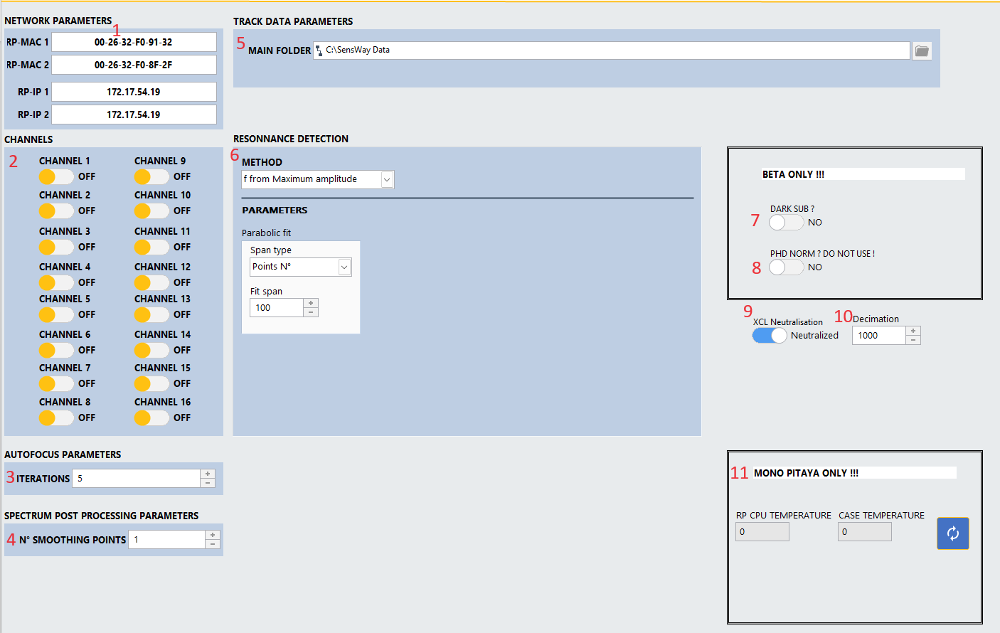 NETWORK PARAMETERS
1
RP-MAC 1 00-26-32-F0-91-32
RP-MAC 2 00-26-32-F0-8F-2F
RP-IP 1 172.17.54.19
RP-IP 2 172.17.54.19
TRACK DATA PARAMETERS
5 MAIN FOLDER C:\SensWay Data
CHANNELS
2
CHANNEL 1 CHANNEL 9
OFF OFF
CHANNEL 2 CHANNEL 10
OFF OFF
CHANNEL 3 CHANNEL 11
OFF OFF
CHANNEL 4 CHANNEL 12
OFF OFF
CHANNEL 5 CHANNEL 13
OFF OFF
CHANNEL 6 CHANNEL 14
OFF OFF
CHANNEL 7 CHANNEL 15
OFF OFF
CHANNEL 8 CHANNEL 16
OFF OFF
RESONNANCE DETECTION
6
METHOD
f from Maximum amplitude
PARAMETERS
Parabolic fit
Span type
Points N°
Fit span
100
BETA ONLY !!!
DARK SUB ?
7 NO
PHD NORM ? DO NOT USE !
8 NO
9 XCL Neutralisation
Neutralized
10 Decimation
1000
AUTOFOCUS PARAMETERS
3 ITERATIONS 5
SPECTRUM POST PROCESSING PARAMETERS
4 N° SMOOTHING POINTS 1
11 MONO PITAYA ONLY !!!
RP CPU TEMPERATURE CASE TEMPERATURE
0 0